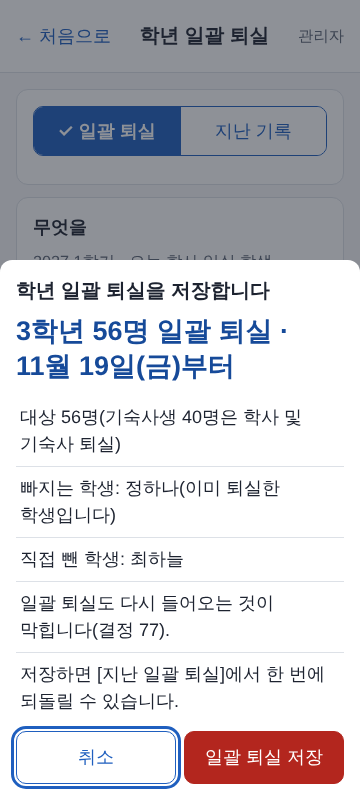 ← 처음으로
학년 일괄 퇴실
관리자
✓ 일괄 퇴실
지난 기록
무엇을
학년 일괄 퇴실을 저장합니다
3학년 56명 일괄 퇴실 ·
11월 19일(금)부터
대상 56명(기숙사생 40명은 학사 및
기숙사 퇴실)
빠지는 학생: 정하나(이미 퇴실한
학생입니다)
직접 뺀 학생: 최하늘
일괄 퇴실도 다시 들어오는 것이
막힙니다(결정 77).
저장하면 [지난 일괄 퇴실]에서 한 번에
되돌릴 수 있습니다.
취소
일괄 퇴실 저장